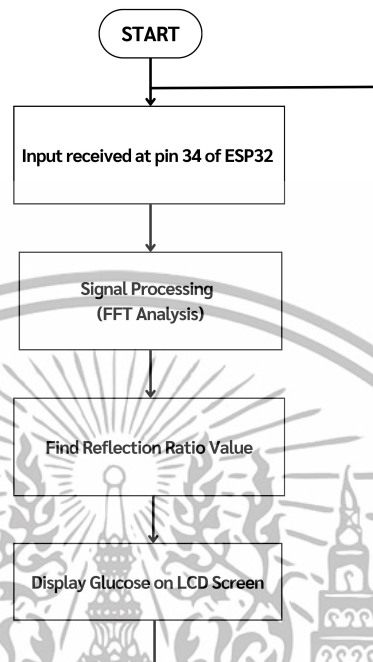 START
Input received at pin 34 of ESP32
Signal Processing
(FFT Analysis)
Find Reflection Ratio Value
Display Glucose on LCD Screen